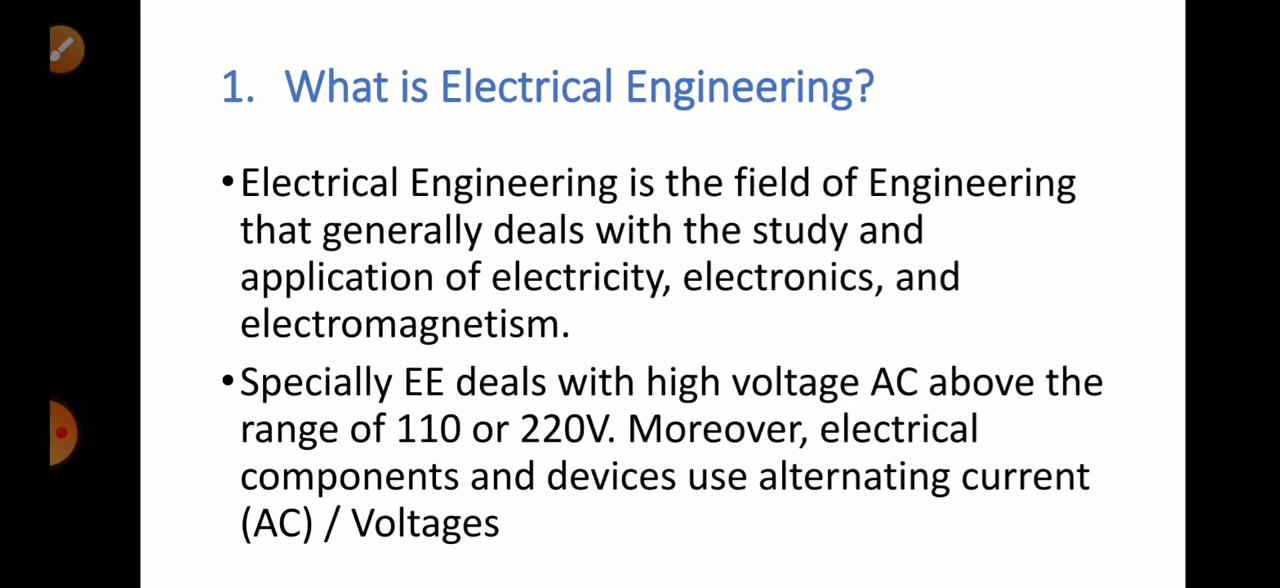 1. What is Electrical Engineering?
•Electrical Engineering is the field of Engineering
that generally deals with the study and
application of electricity, electronics, and
electromagnetism.
•Specially EE deals with high voltage AC above the
range of 110 or 220V. Moreover, electrical
components and devices use alternating current
(AC) / Voltages